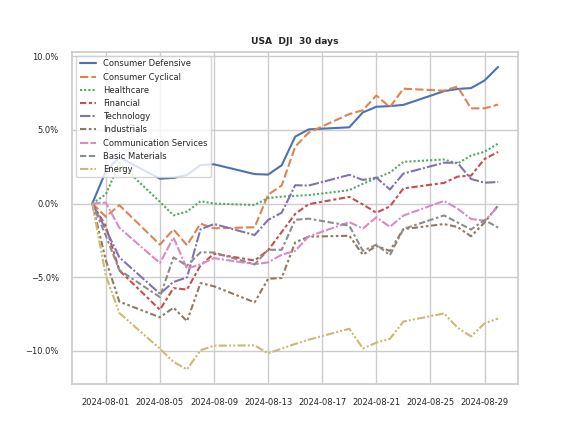 USA DJI 30 days
10.0%
5.0%
0.0%
−5.0%
−10.0%
Consumer Defensive
Consumer Cyclical
Healthcare
Financial
Technology
Industrials
Communication Services
Basic Materials
Energy
2024-08-01 2024-08-05 2024-08-09 2024-08-13 2024-08-17 2024-08-21 2024-08-25 2024-08-29